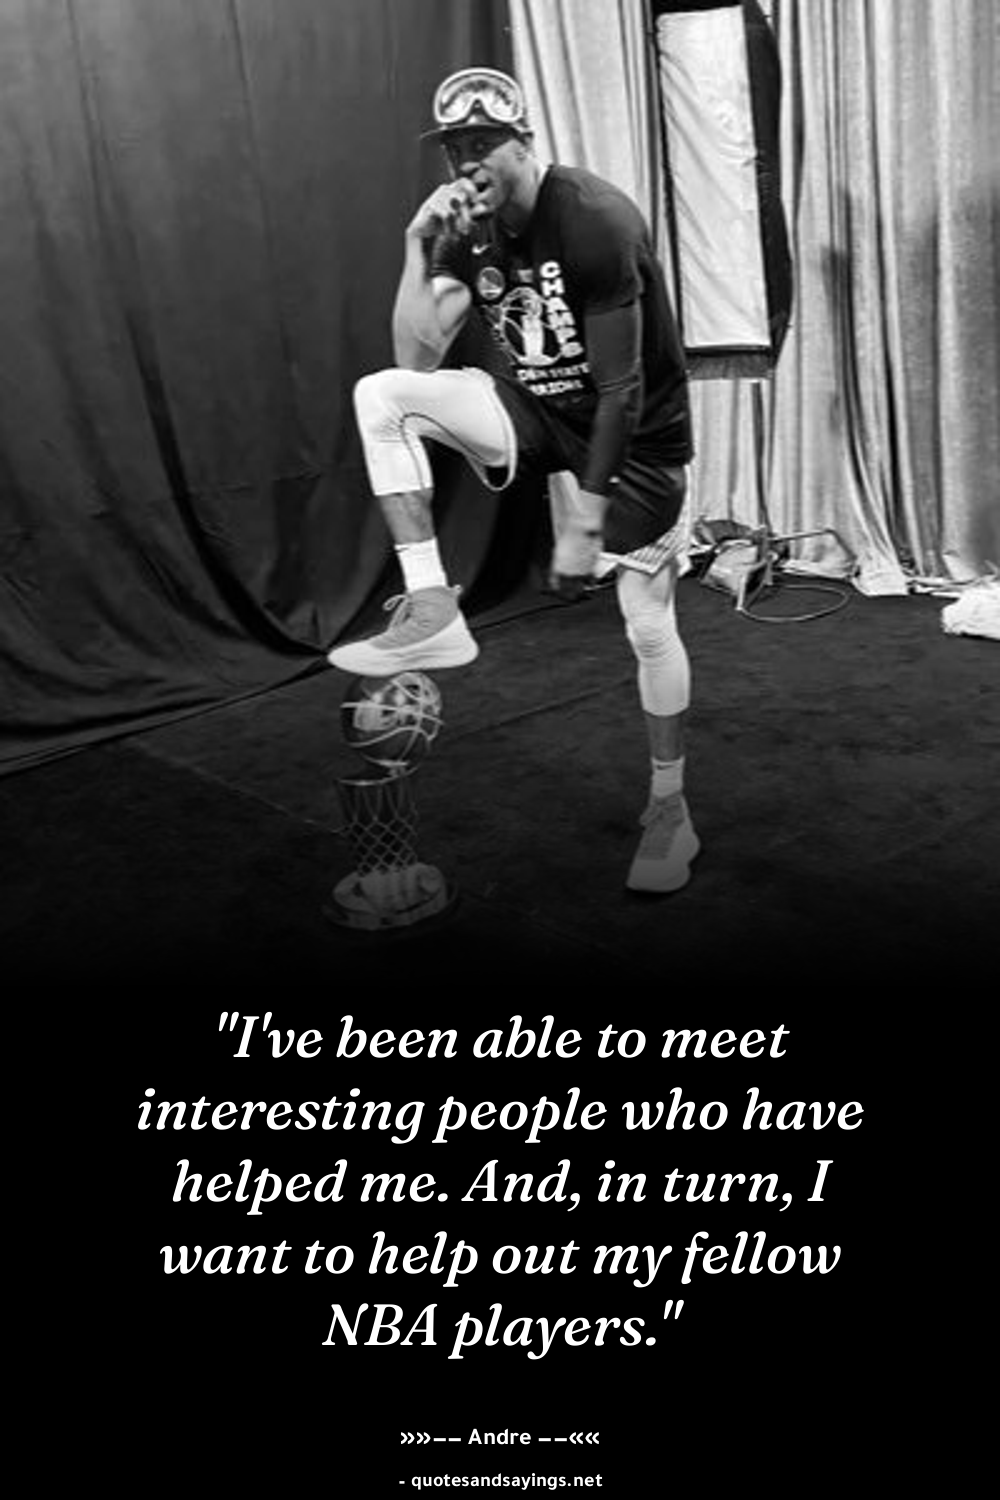 CHAMPS
"I've been able to meet
interesting people who have
helped me. And, in turn, I
want to help out my fellow
NBA players."
»»–– Andre ––««
- quotesandsayings.net